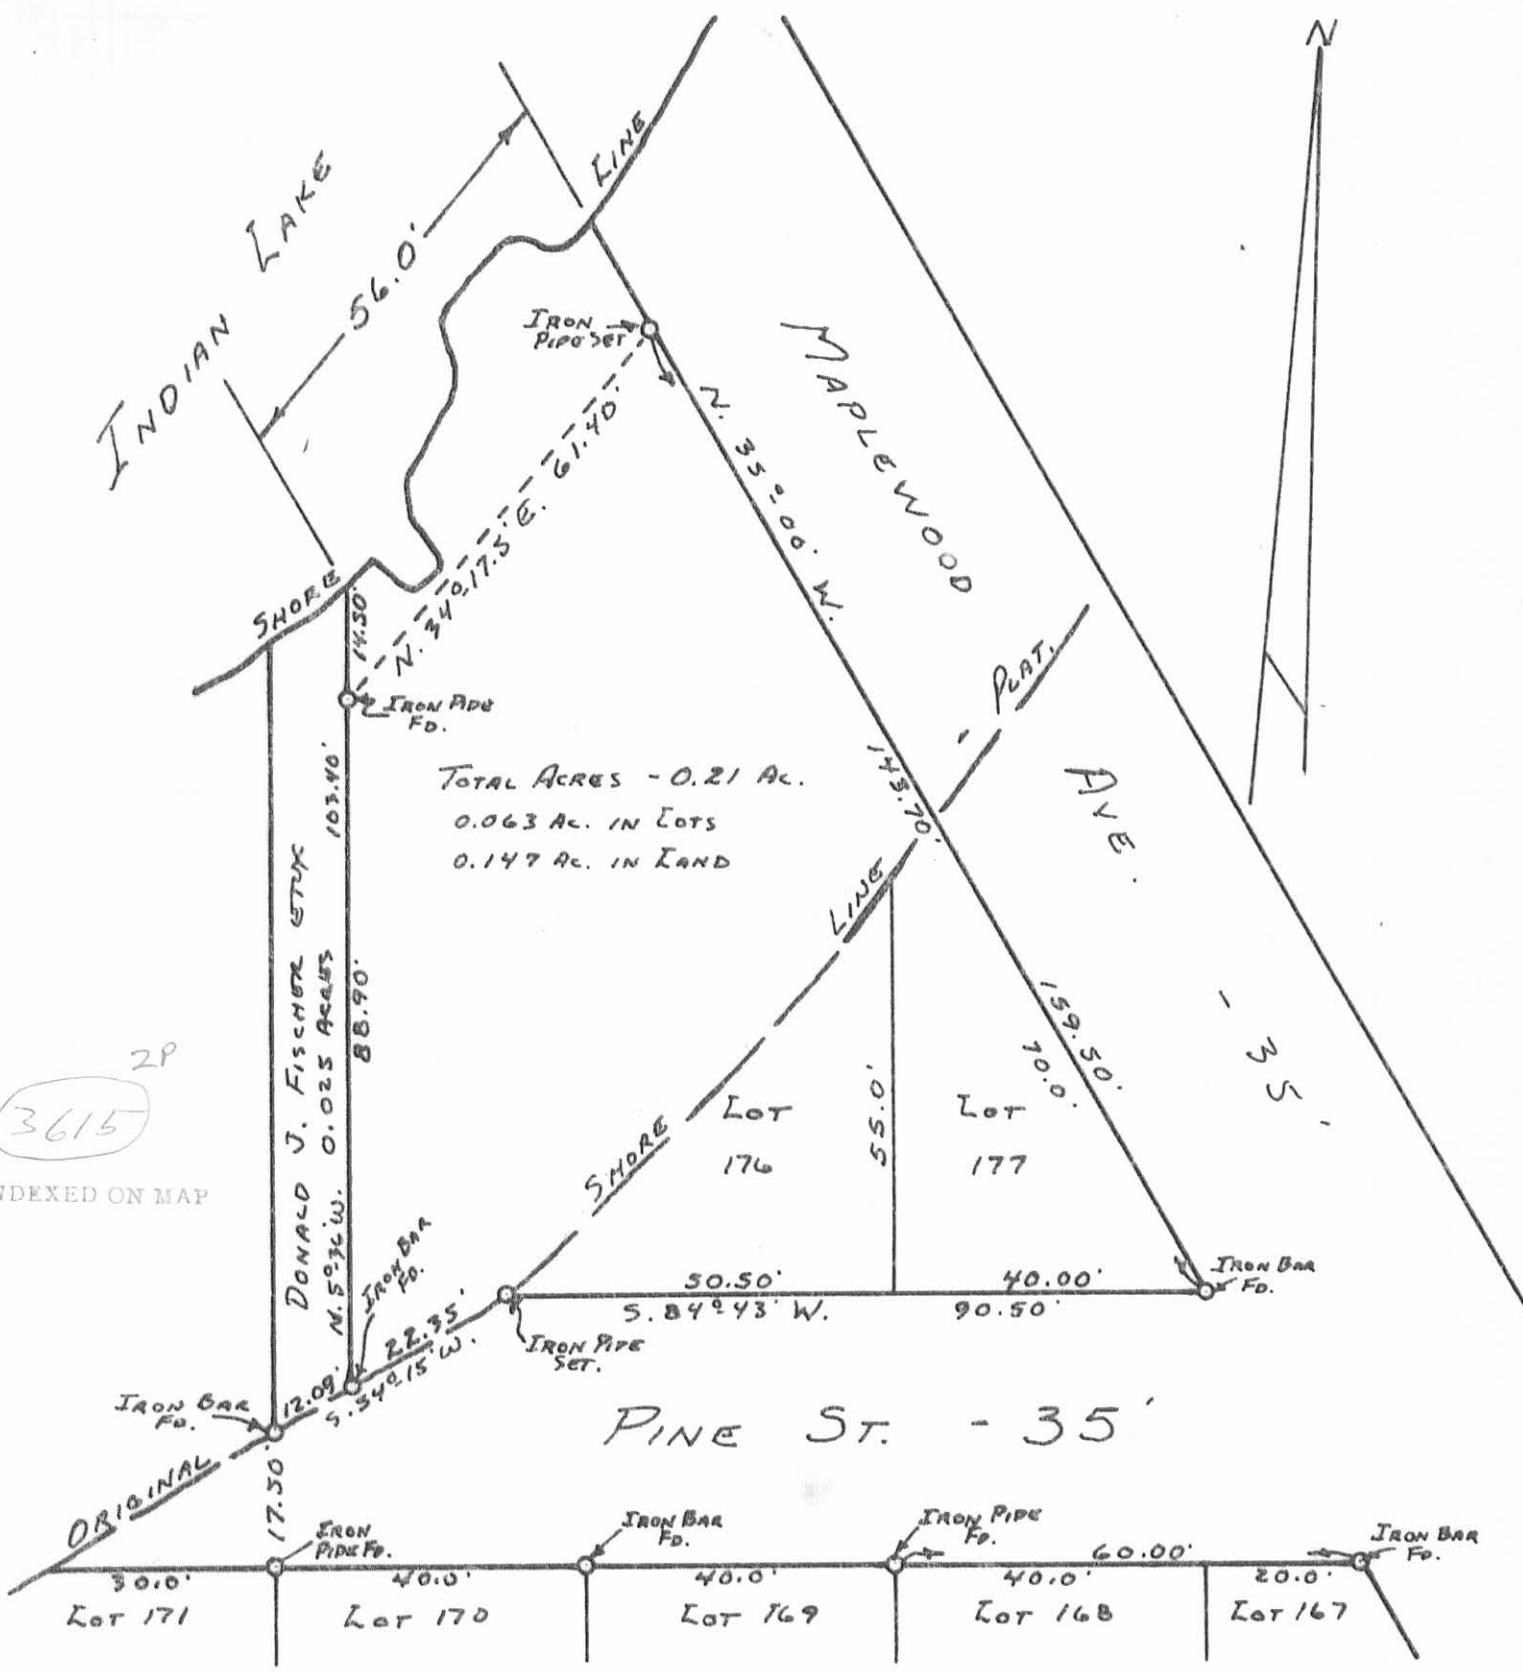 N
INDIAN LAKE
56.0'
SHORE LINE
IRON
PIPE SET
N. 35° 00' W.
N. 34° 17.5' E. 61.40'
MAPLEWOOD AVE. - 35'
14.50'
IRON PIPE
FD.
TOTAL ACRES - 0.21 AC.
0.063 AC. IN LOTS
0.147 AC. IN LAND
103.40'
88.90'
DONALD J. FISCHER ETUX
0.025 ACRES
N. 5° 36' W.
143.70'
159.50'
70.0'
ORIGINAL SHORE LINE PLAT.
LOT
176
55.0'
LOT
177
2P
3615
NDEXED ON MAP
IRON BAR
FD.
50.50'
40.00'
S. 84° 43' W.
90.50'
IRON BAR
FD.
22.35'
12.09'
S. 54° 15' W.
IRON PIPE
SET.
IRON BAR
FD.
PINE ST. - 35'
17.50'
IRON
PIPE FD.
IRON BAR
FD.
IRON PIPE
FD.
60.00'
IRON BAR
FD.
30.0'
40.0'
40.0'
40.0'
20.0'
LOT 171
LOT 170
LOT 169
LOT 168
LOT 167